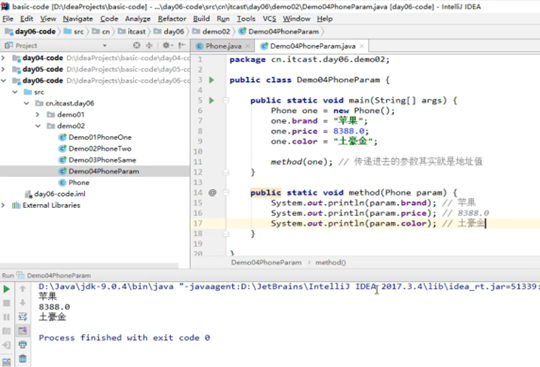 basic-code [D:\IdeaProjects\basic-code] - ...\day06-code\src\cn\itcast\day06\demo02\Demo04PhoneParam.java [day06-code] - IntelliJ IDEA
File Edit View Navigate Code Analyze Refactor Build Run Tools VCS Window Help
day06-code src cn itcast day06 demo02 Demo04PhoneParam
Project
Phone.java
Demo04PhoneParam.java
day04-code D:\IdeaProjects\basic-code\day04-co
day05-code D:\IdeaProjects\basic-code\day05-c
day06-code D:\IdeaProjects\basic-code\day06-c
src
cn.itcast.day06
demo01
demo02
Demo01PhoneOne
Demo02PhoneTwo
Demo03PhoneSame
Demo04PhoneParam
Phone
day06-code.iml
External Libraries
1 package cn.itcast.day06.demo02;
2
3 public class Demo04PhoneParam {
4
5 public static void main(String[] args) {
6 Phone one = new Phone();
7 one.brand = "苹果";
8 one.price = 8388.0;
9 one.color = "土豪金";
10
11 method(one); // 传递进去的参数其实就是地址值
12 }
13
14 @ public static void method(Phone param) {
15 System.out.println(param.brand); // 苹果
16 System.out.println(param.price); // 8388.0
17 System.out.println(param.color); // 土豪金
18 }
19
20 }
Demo04PhoneParam › method()
Run Demo04PhoneParam
D:\Java\jdk-9.0.4\bin\java "-javaagent:D:\JetBrains\IntelliJ IDEA 2017.3.4\lib\idea_rt.jar=51339:
苹果
8388.0
土豪金
Process finished with exit code 0